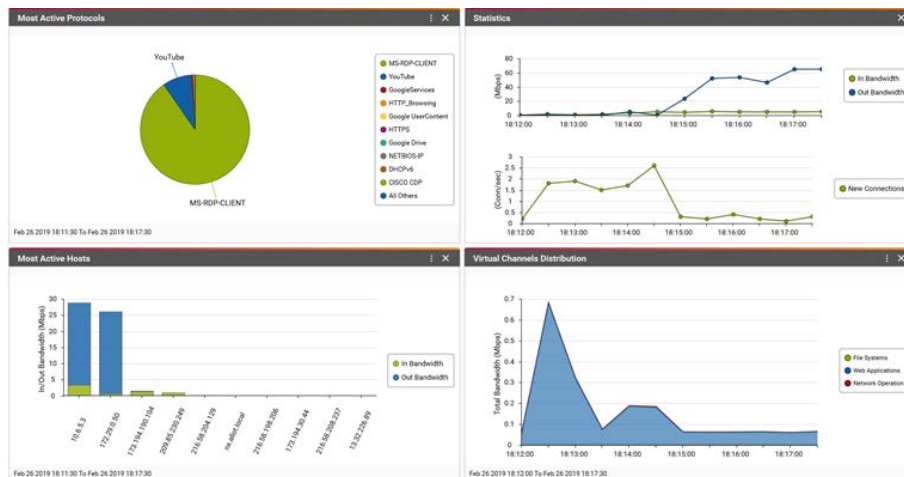 Most Active Protocols
YouTube
MS-RDP-CLIENT
MS-RDP-CLIENT
YouTube
GoogleServices
HTTP_Browsing
Google UserContent
HTTPS
Google Drive
NETBIOS-IP
DHCPv6
CISCO CDP
All Others
Feb 26 2019 18:11:30 To Feb 26 2019 18:17:30
Statistics
(Mbps)
80
60
40
20
0
18:12:00 18:13:00 18:14:00 18:15:00 18:16:00 18:17:00
In Bandwidth
Out Bandwidth
(Conn/sec)
3
2.5
2
1.5
1
0.5
0
18:12:00 18:13:00 18:14:00 18:15:00 18:16:00 18:17:00
New Connections
Most Active Hosts
In/Out Bandwidth (Mbps)
30
25
20
15
10
5
0
10.6.5.3
172.29.0.50
173.194.190.104
209.85.230.249
216.58.204.129
nx.allot.local
216.58.198.206
173.194.30.44
216.58.208.237
13.32.226.89
In Bandwidth
Out Bandwidth
Feb 26 2019 18:11:30 To Feb 26 2019 18:17:30
Virtual Channels Distribution
Total Bandwidth (Mbps)
0.7
0.6
0.5
0.4
0.3
0.2
0.1
0
18:12:00 18:13:00 18:14:00 18:15:00 18:16:00 18:17:00
File Systems
Web Applications
Network Operation
Feb 26 2019 18:12:00 To Feb 26 2019 18:17:30